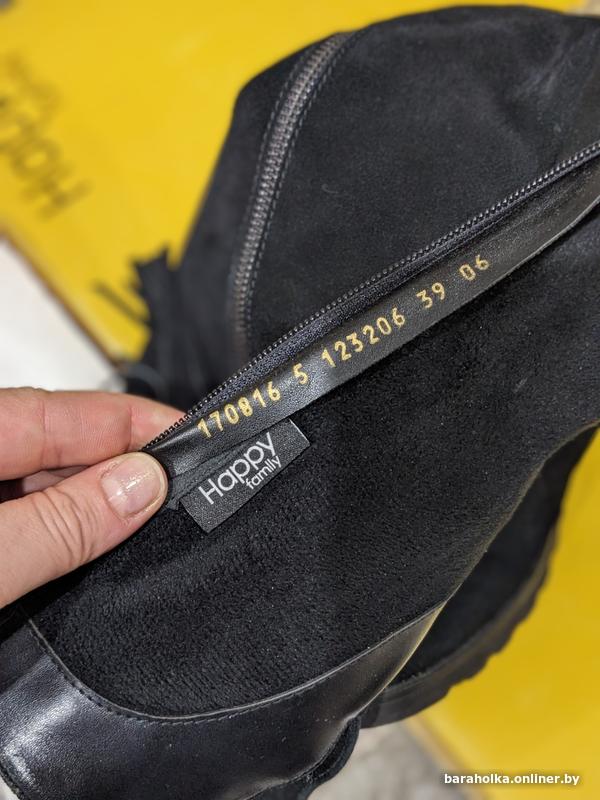 170816 5 123206 39 06
Happy
family
baraholka.onliner.by